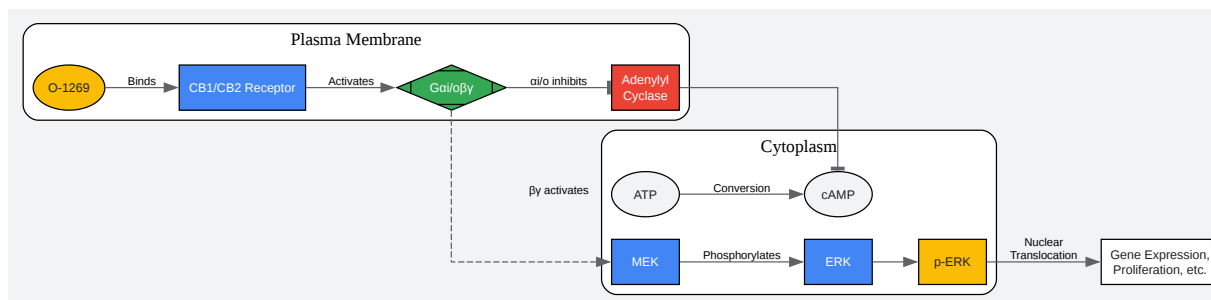 Plasma Membrane
O-1269
Binds
CB1/CB2 Receptor
Activates
Gαi/oβγ
αi/o inhibits
Adenylyl
Cyclase
Cytoplasm
βγ activates
ATP
Conversion
cAMP
MEK
Phosphorylates
ERK
p-ERK
Nuclear
Translocation
Gene Expression,
Proliferation, etc.